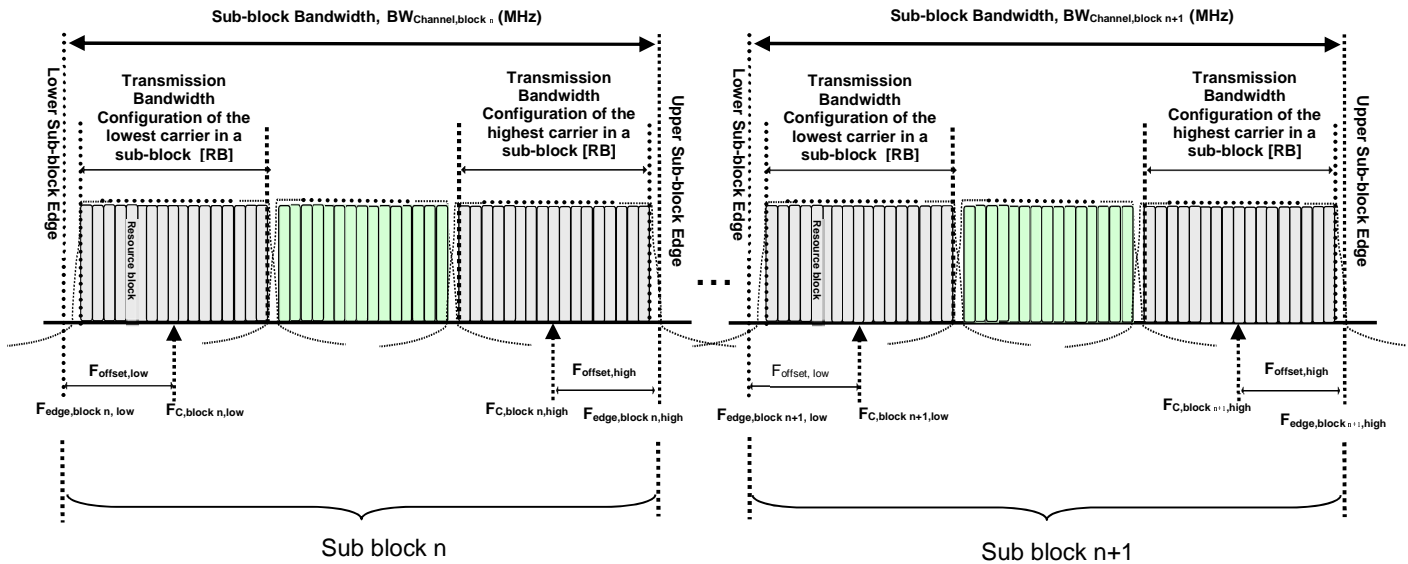 Sub-block Bandwidth, BWChannel,block n (MHz)
Sub-block Bandwidth, BWChannel,block n+1 (MHz)
Lower Sub-block Edge
Transmission
Bandwidth
Configuration of the
lowest carrier in a
sub-block [RB]
Transmission
Bandwidth
Configuration of the
highest carrier in a
sub-block [RB]
Upper Sub-block Edge
Lower Sub-block Edge
Transmission
Bandwidth
Configuration of the
lowest carrier in a
sub-block [RB]
Transmission
Bandwidth
Configuration of the
highest carrier in a
sub-block [RB]
Upper Sub-block Edge
Resource block
...
Resource block
Foffset,low
Foffset,high
Foffset, low
Foffset,high
Fedge,block n, low
FC,block n,low
FC,block n,high
Fedge,block n,high
Fedge,block n+1, low
FC,block n+1,low
FC,block n+1,high
Fedge,block n+1,high
Sub block n
Sub block n+1